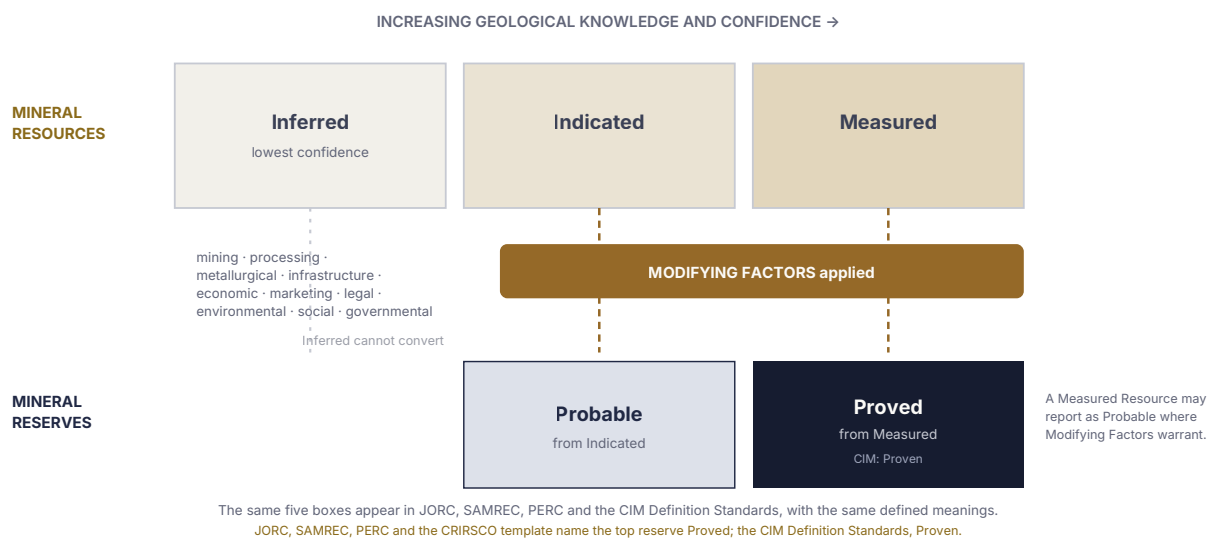 INCREASING GEOLOGICAL KNOWLEDGE AND CONFIDENCE →
MINERAL
RESOURCES
Inferred
lowest confidence
Indicated
Measured
mining · processing ·
metallurgical · infrastructure ·
economic · marketing · legal ·
environmental · social · governmental
MODIFYING FACTORS applied
Inferred cannot convert
MINERAL
RESERVES
Probable
from Indicated
Proved
from Measured
CIM: Proven
A Measured Resource may
report as Probable where
Modifying Factors warrant.
The same five boxes appear in JORC, SAMREC, PERC and the CIM Definition Standards, with the same defined meanings.
JORC, SAMREC, PERC and the CRIRSCO template name the top reserve Proved; the CIM Definition Standards, Proven.